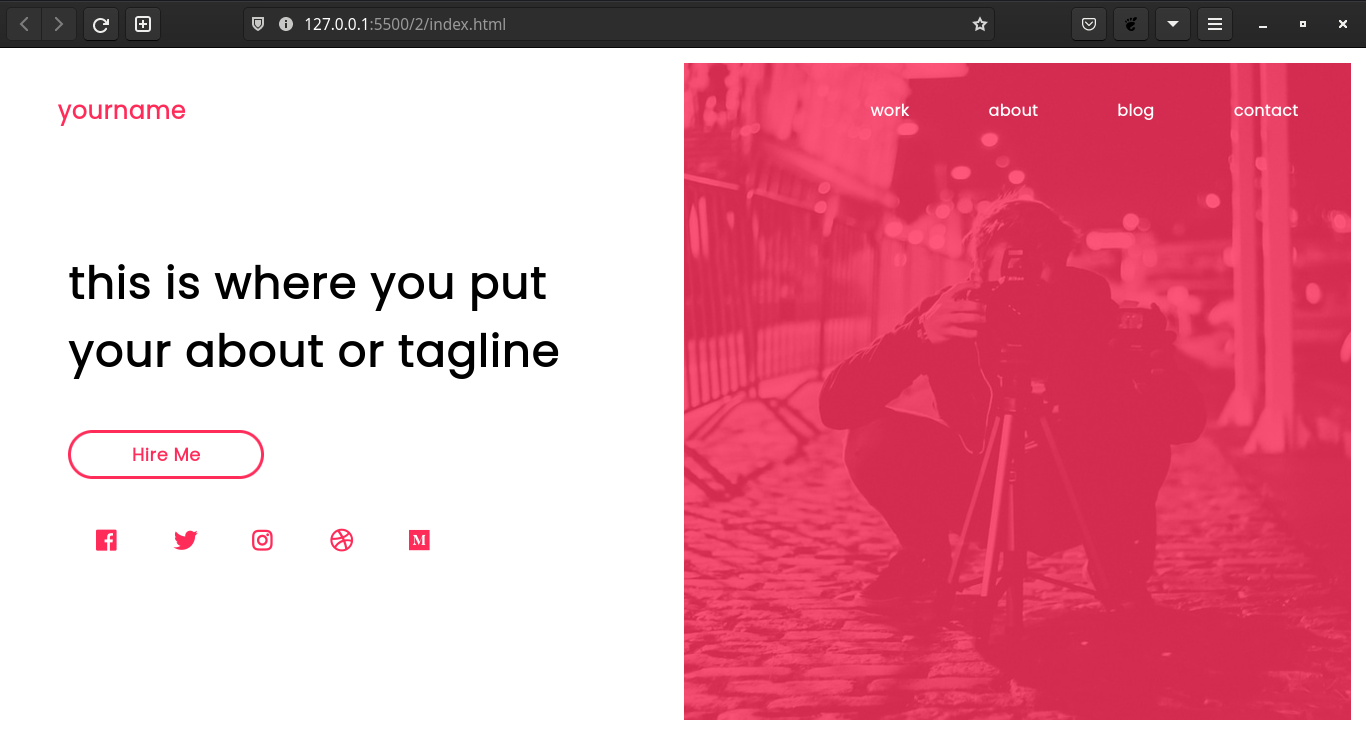 127.0.0.1:5500/2/index.html
yourname
work about blog contact
this is where you put
your about or tagline
Hire Me
M